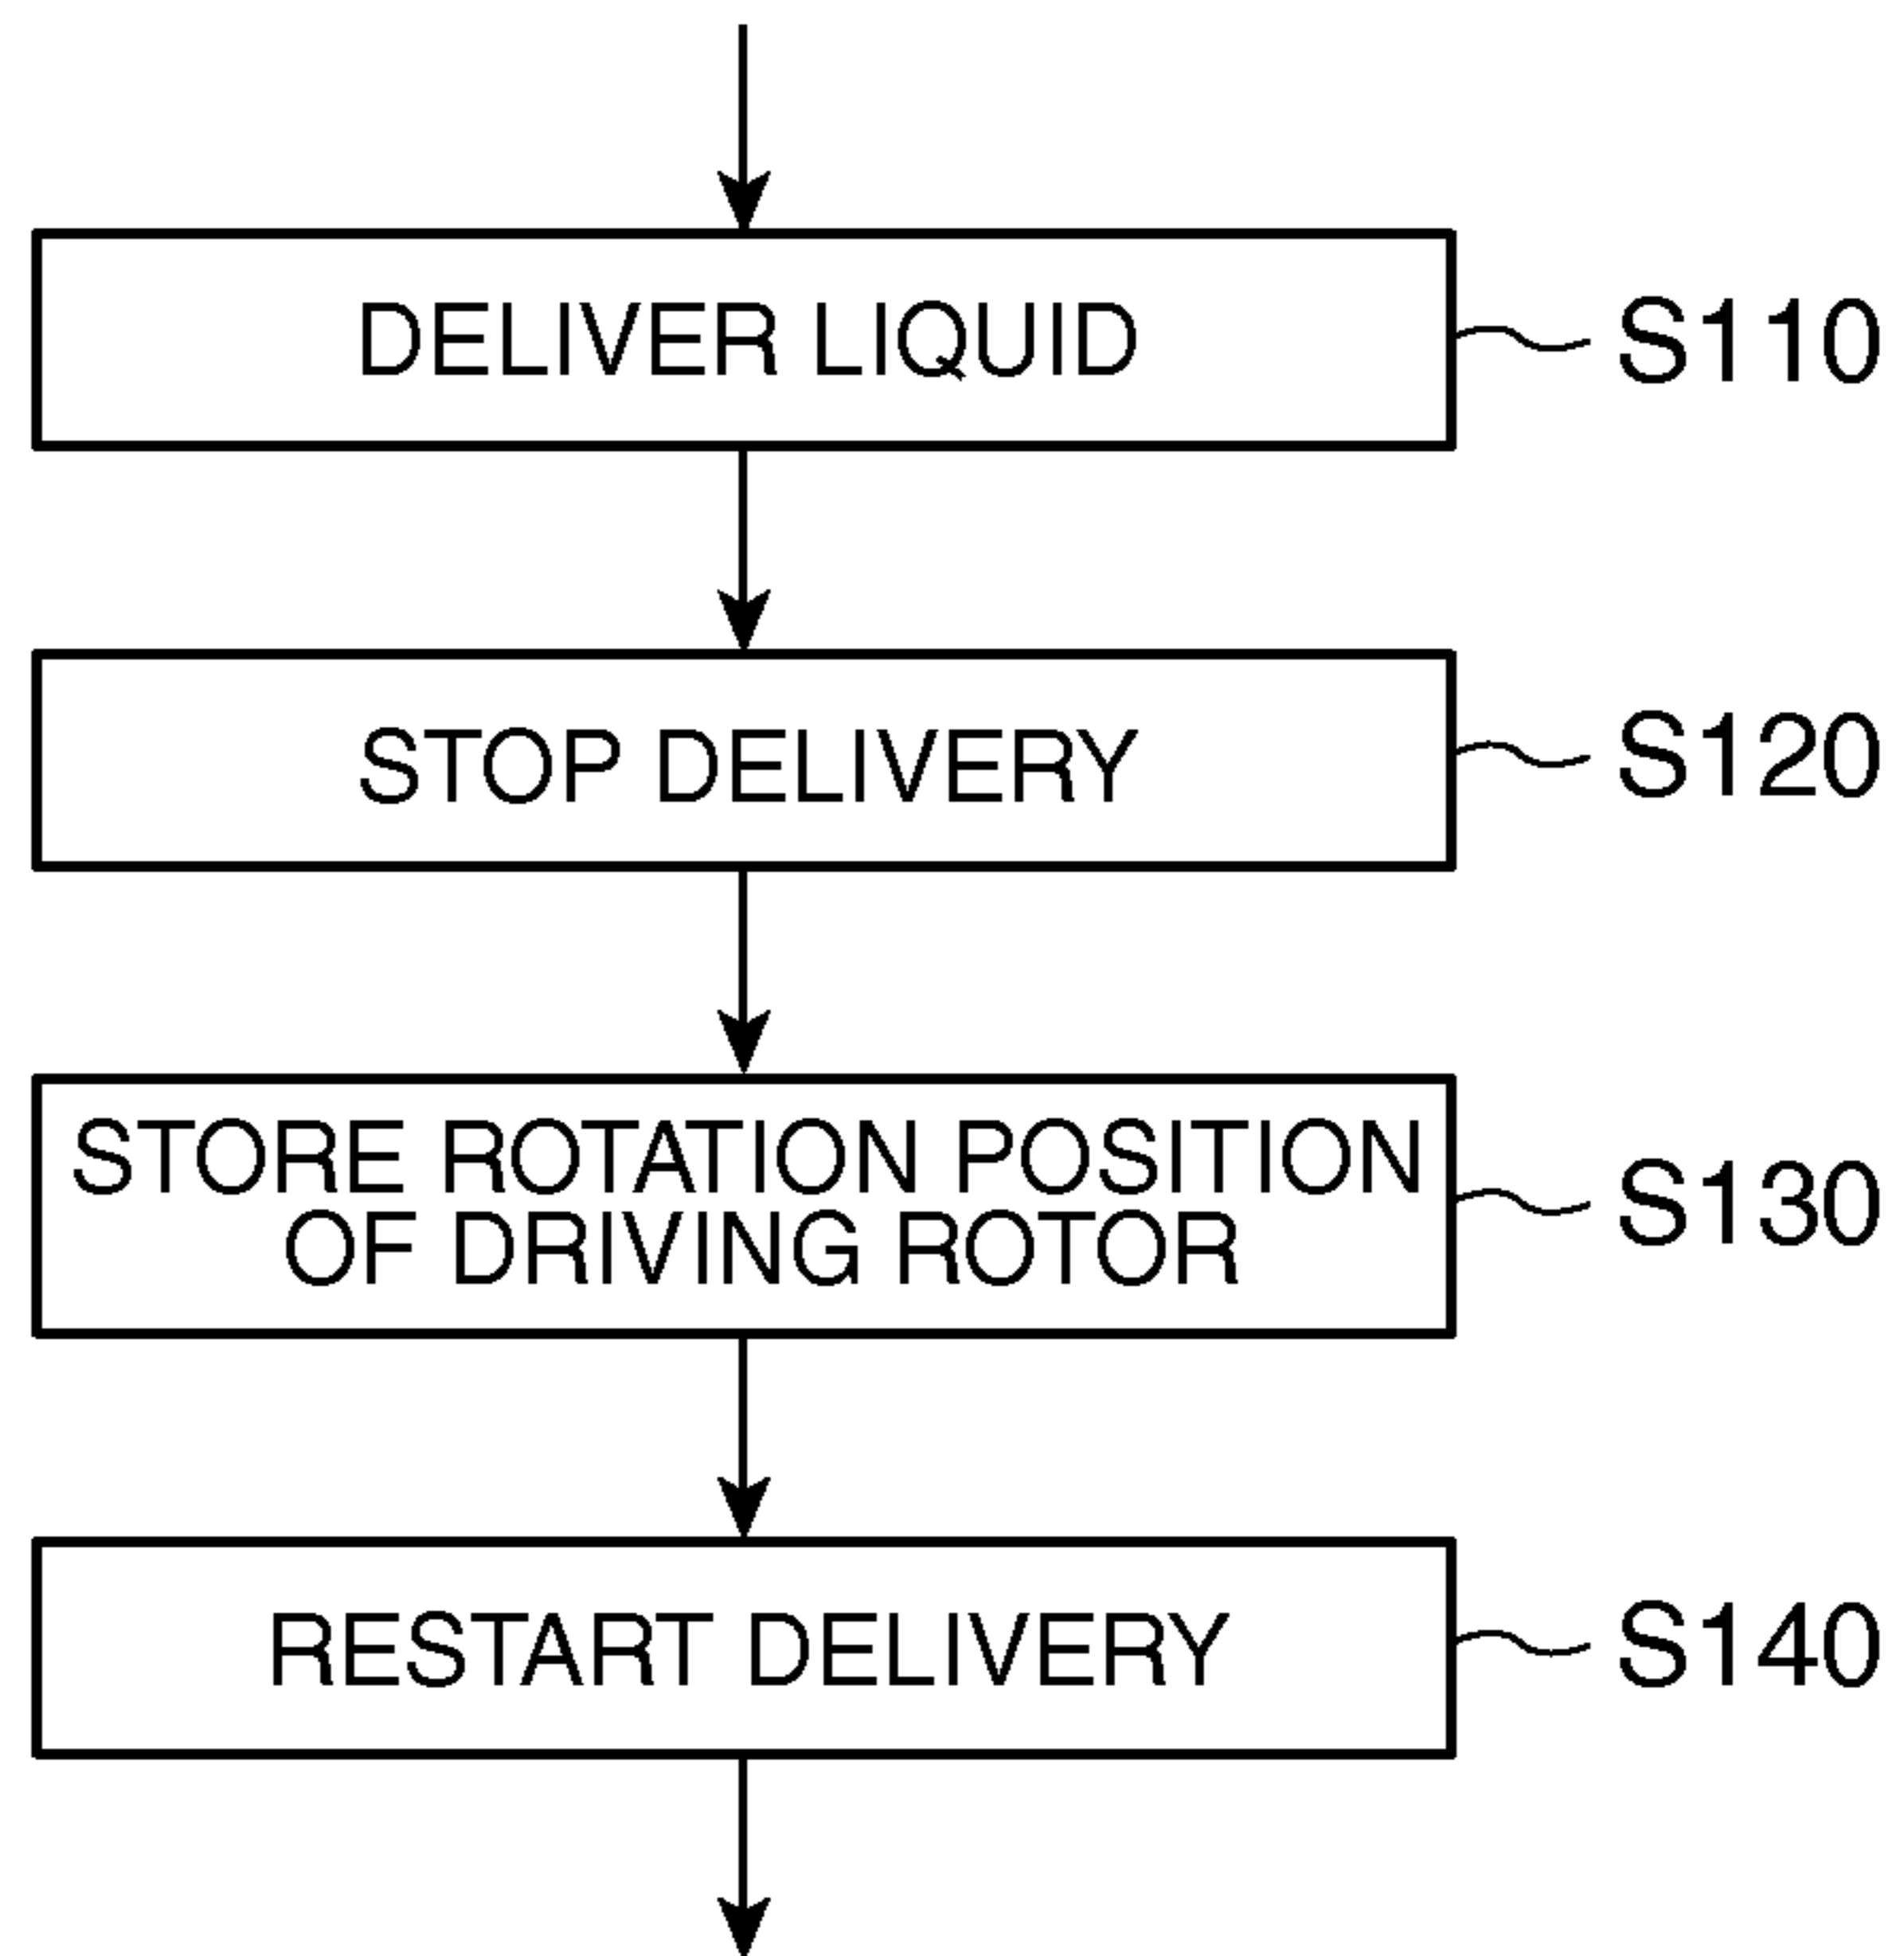 DELIVER LIQUID
S110
STOP DELIVERY
S120
STORE ROTATION POSITION
OF DRIVING ROTOR
S130
RESTART DELIVERY
S140